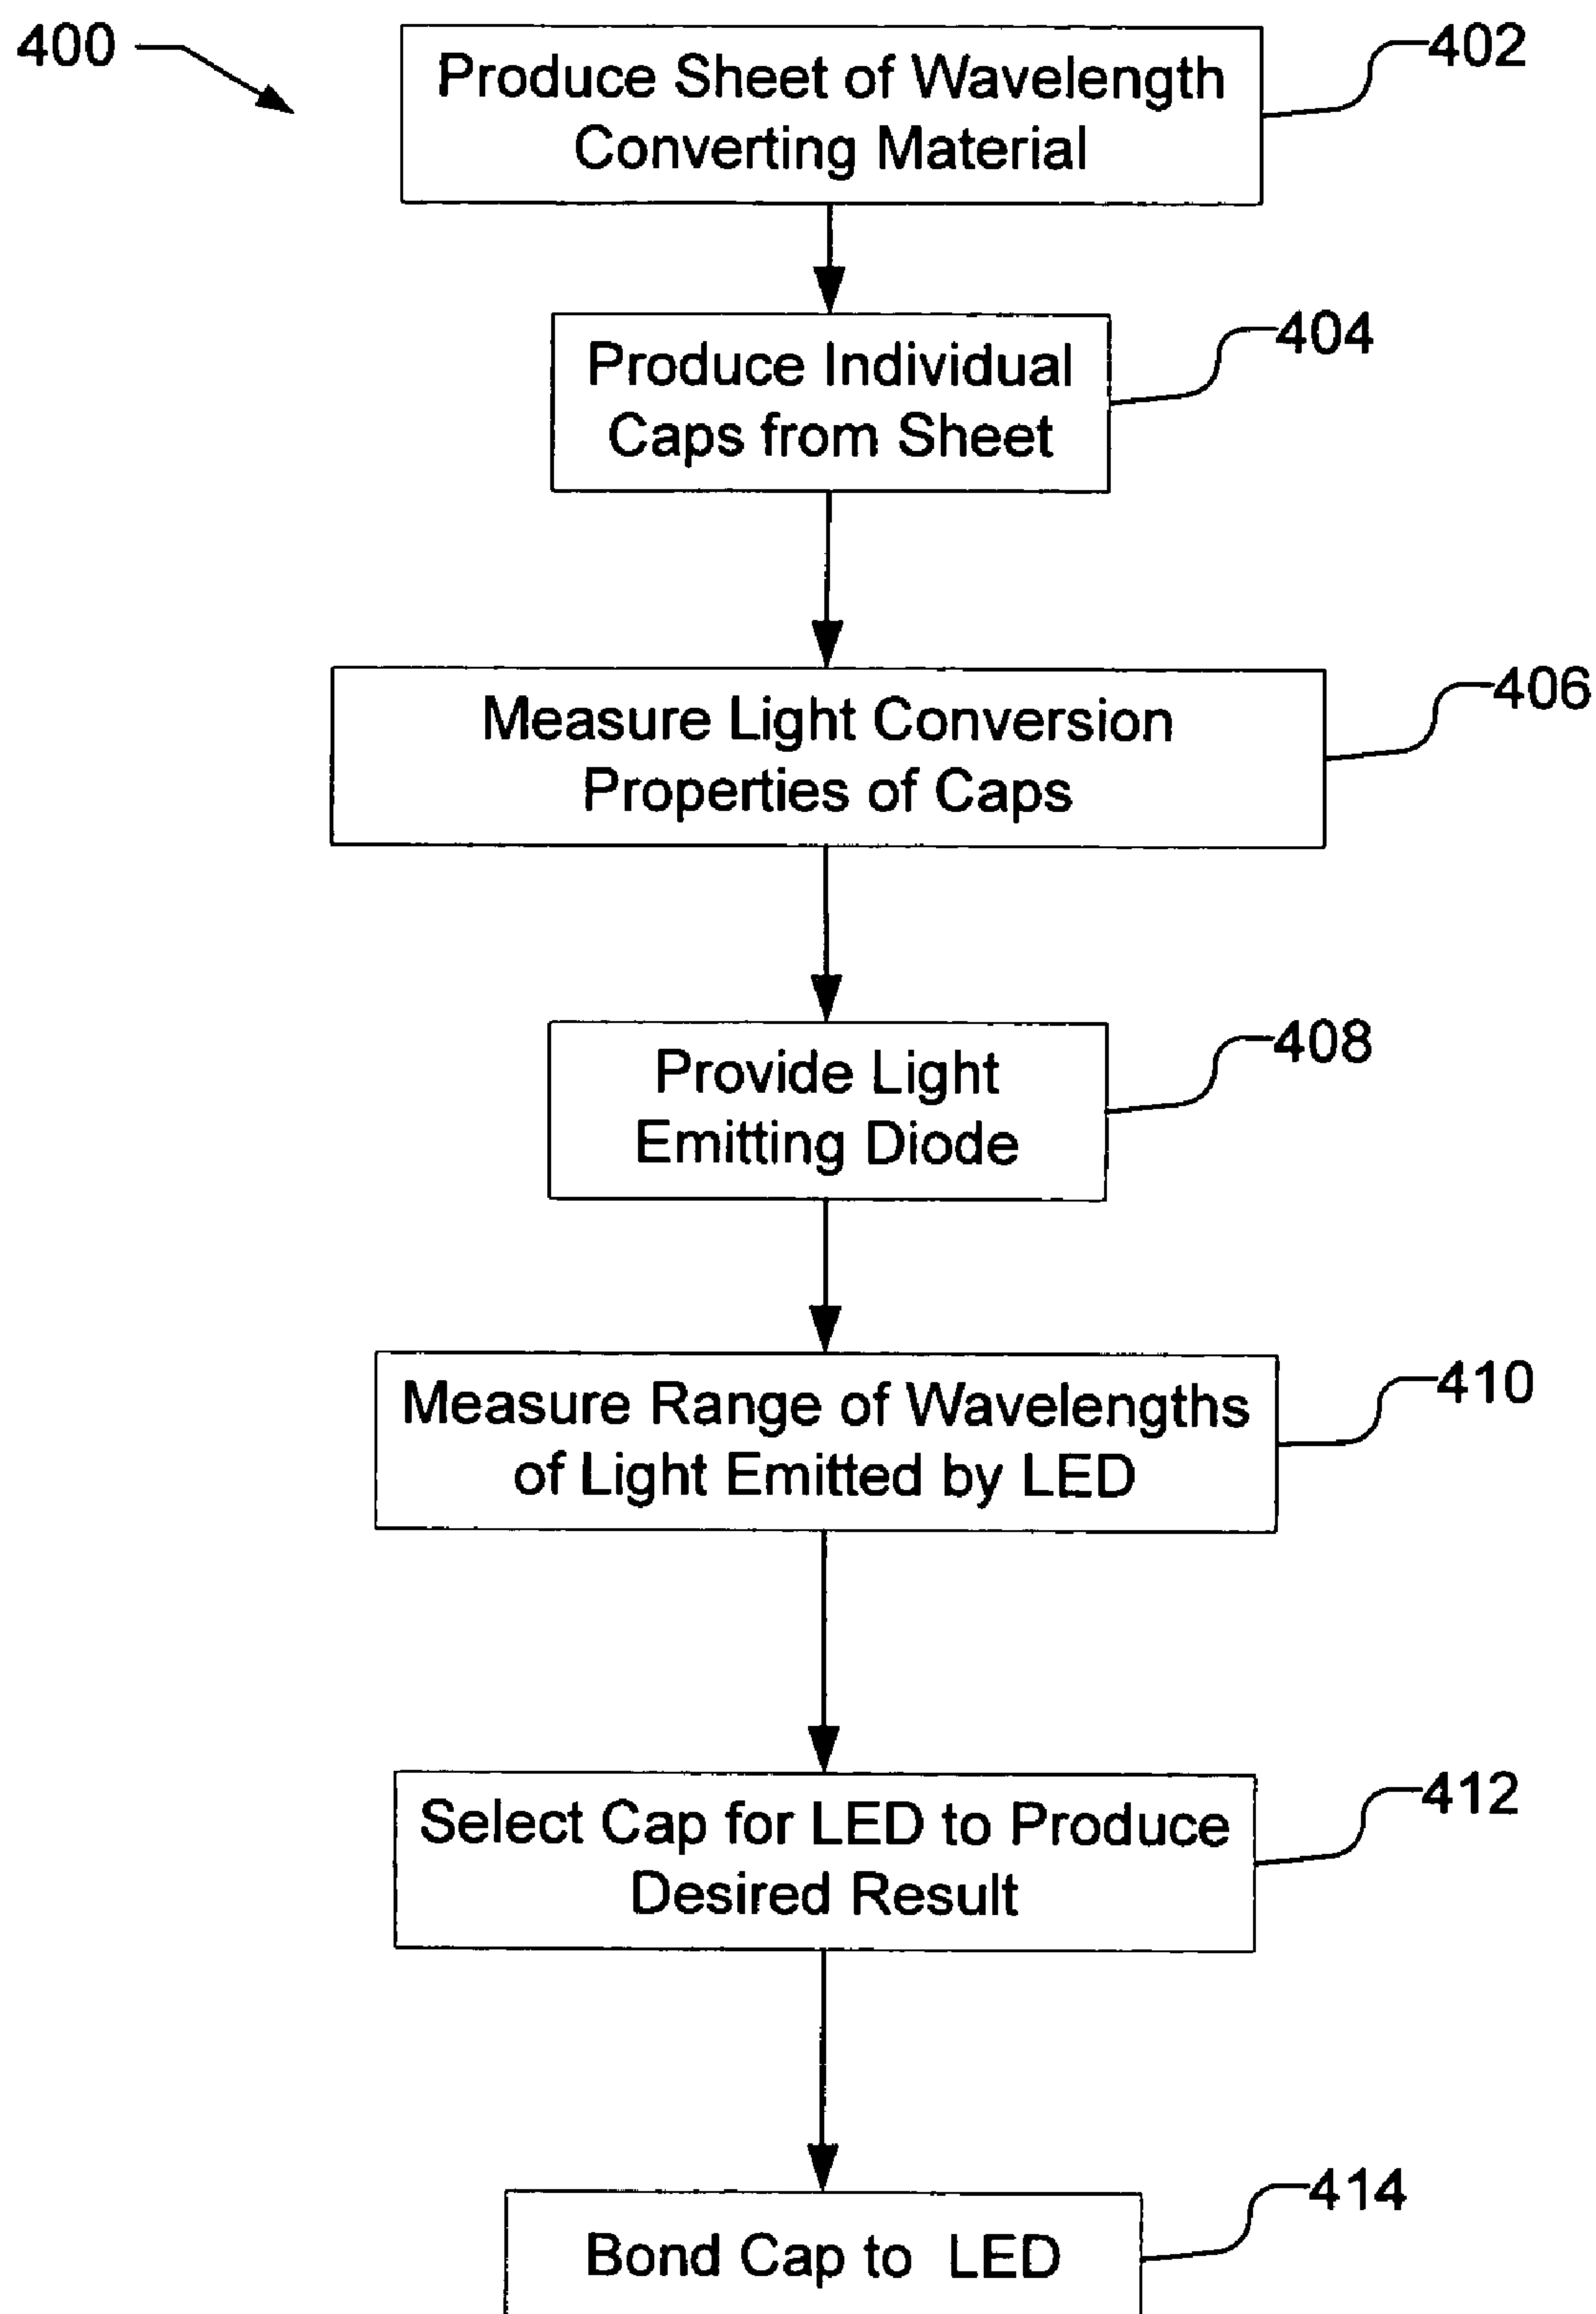 400
Produce Sheet of Wavelength
Converting Material
402
Produce Individual
Caps from Sheet
404
Measure Light Conversion
Properties of Caps
406
Provide Light
Emitting Diode
408
Measure Range of Wavelengths
of Light Emitted by LED
410
Select Cap for LED to Produce
Desired Result
412
Bond Cap to LED
414